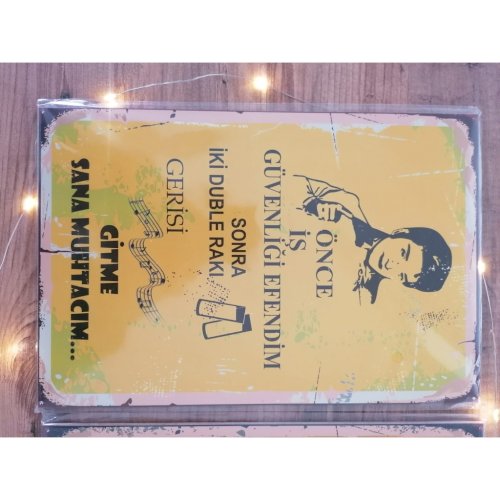 ÖNCE
İŞ
GÜVENLİĞİ EFENDİM
SONRA
İKİ DUBLE RAKI
GERİSİ
GİTME
SANA MUHTACIM...